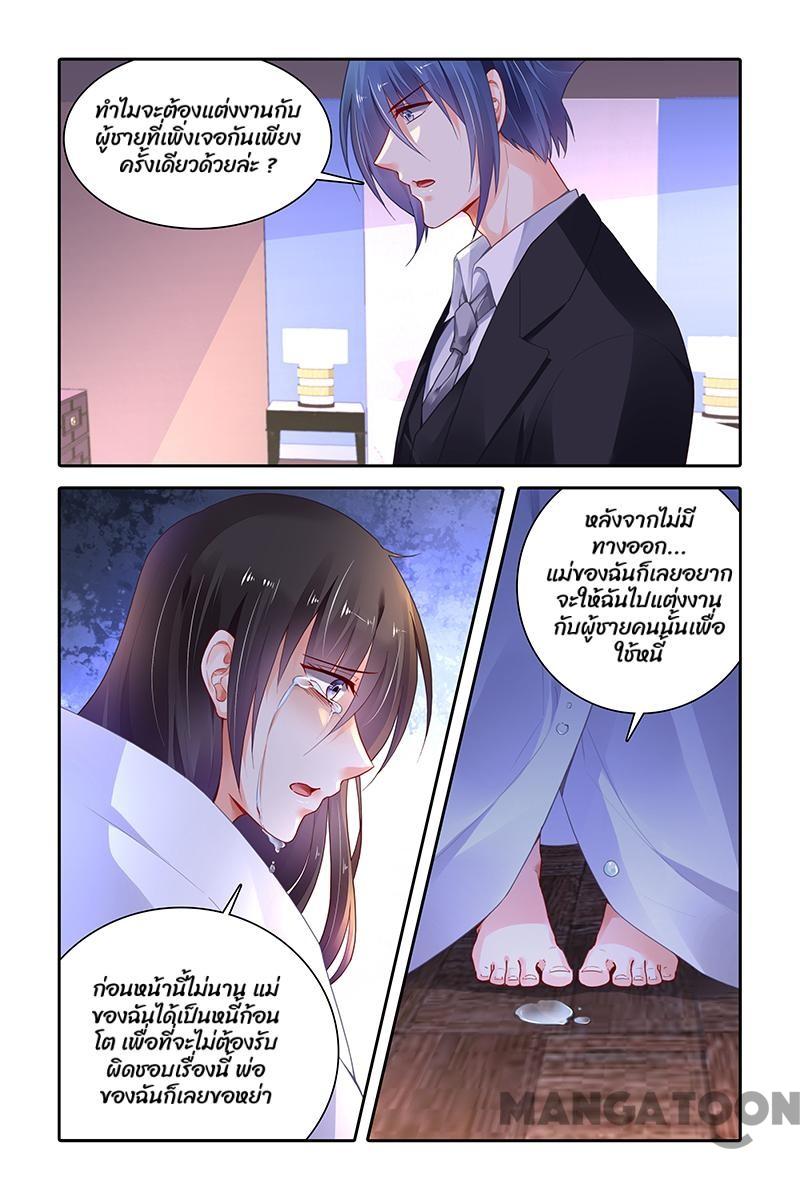 ทำไมจะต้องแต่งงานกับ
ผู้ชายที่เพิ่งเจอกันเพียง
ครั้งเดียวด้วยล่ะ ?
ก่อนหน้านี้ไม่นาน แม่
ของฉันได้เป็นหนี้ก้อน
โต เพื่อที่จะไม่ต้องรับ
ผิดชอบเรื่องนี้ พ่อ
ของฉันก็เลยขอหย่า
หลังจากไม่มี
ทางออก...
แม่ของฉันก็เลยอยาก
จะให้ฉันไปแต่งงาน
กับผู้ชายคนนั้นเพื่อ
ใช้หนี้
MANGATOON